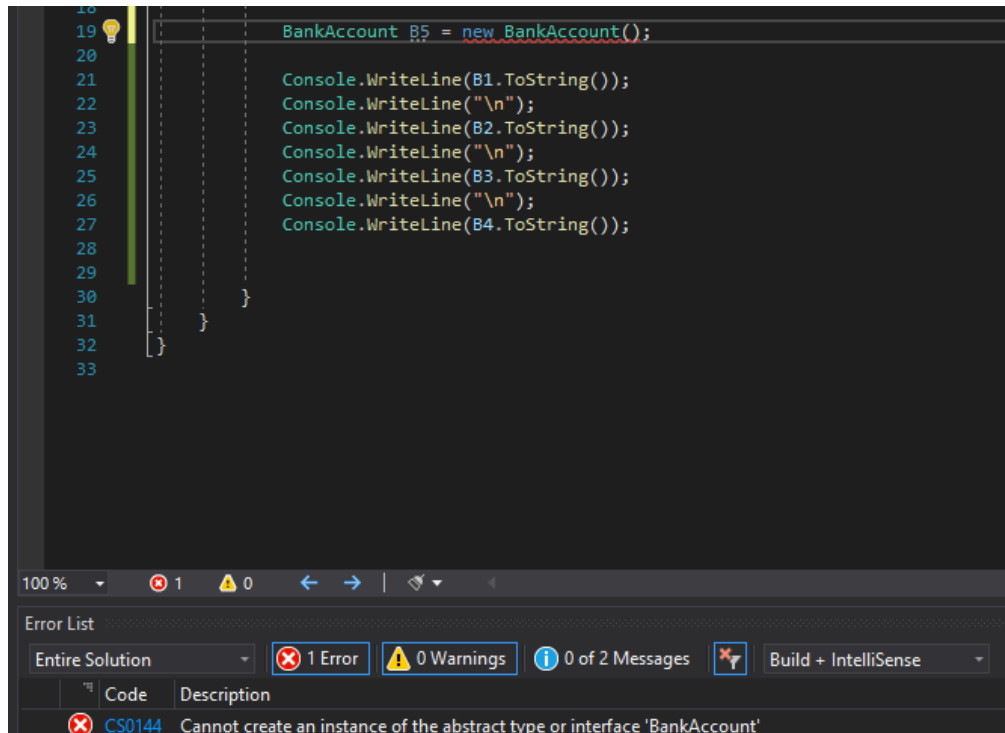 18
19 BankAccount B5 = new BankAccount();
20
21 Console.WriteLine(B1.ToString());
22 Console.WriteLine("\n");
23 Console.WriteLine(B2.ToString());
24 Console.WriteLine("\n");
25 Console.WriteLine(B3.ToString());
26 Console.WriteLine("\n");
27 Console.WriteLine(B4.ToString());
28
29
30 }
31 }
32 }
33
100 % 1 0
Error List
Entire Solution 1 Error 0 Warnings 0 of 2 Messages Build + IntelliSense
Code Description
CS0144 Cannot create an instance of the abstract type or interface 'BankAccount'